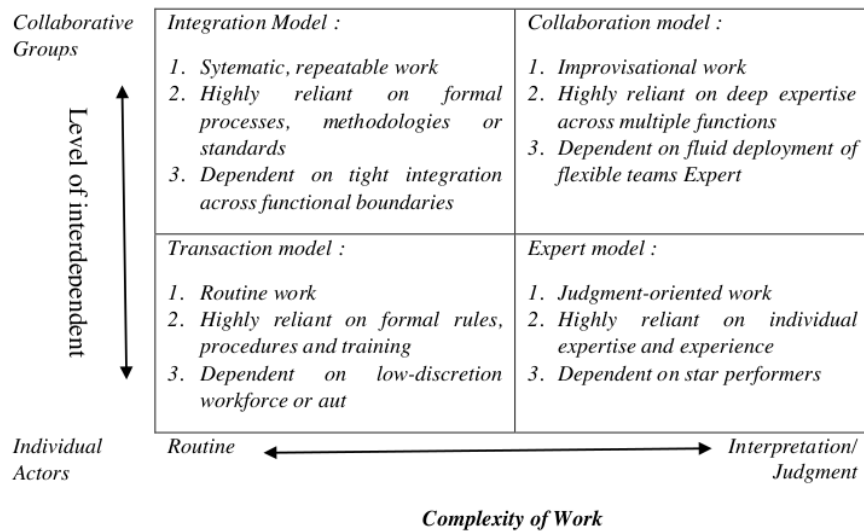 Collaborative
Groups
Level of interdependent
Integration Model :
1. Sytematic, repeatable work
2. Highly reliant on formal
processes, methodologies or
standards
3. Dependent on tight integration
across functional boundaries
Collaboration model :
1. Improvisational work
2. Highly reliant on deep expertise
across multiple functions
3. Dependent on fluid deployment of
flexible teams Expert
Transaction model :
1. Routine work
2. Highly reliant on formal rules,
procedures and training
3. Dependent on low-discretion
workforce or aut
Expert model :
1. Judgment-oriented work
2. Highly reliant on individual
expertise and experience
3. Dependent on star performers
Individual
Actors
Routine
Interpretation/
Judgment
Complexity of Work